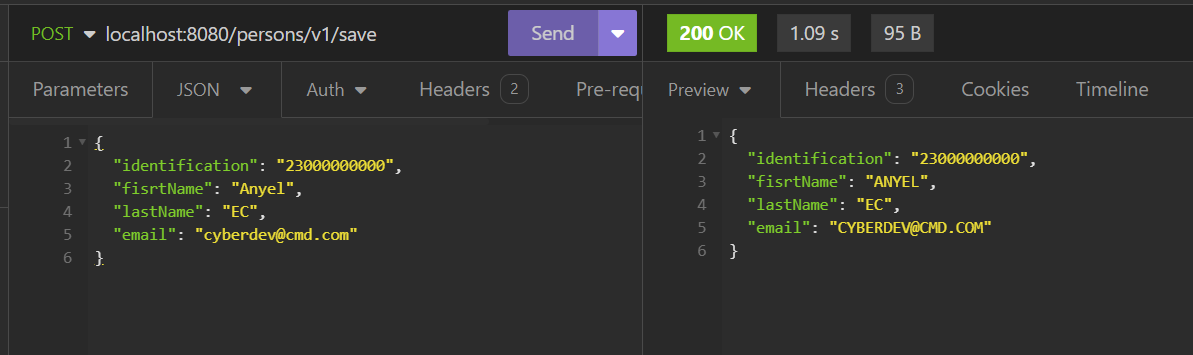 POST localhost:8080/persons/v1/save Send
200 OK 1.09 s 95 B
Parameters JSON Auth Headers 2 Pre-requ
Preview Headers 3 Cookies Timeline
1 {
2 "identification": "23000000000",
3 "fisrtName": "Anyel",
4 "lastName": "EC",
5 "email": "cyberdev@cmd.com"
6 }
1 {
2 "identification": "23000000000",
3 "fisrtName": "ANYEL",
4 "lastName": "EC",
5 "email": "CYBERDEV@CMD.COM"
6 }